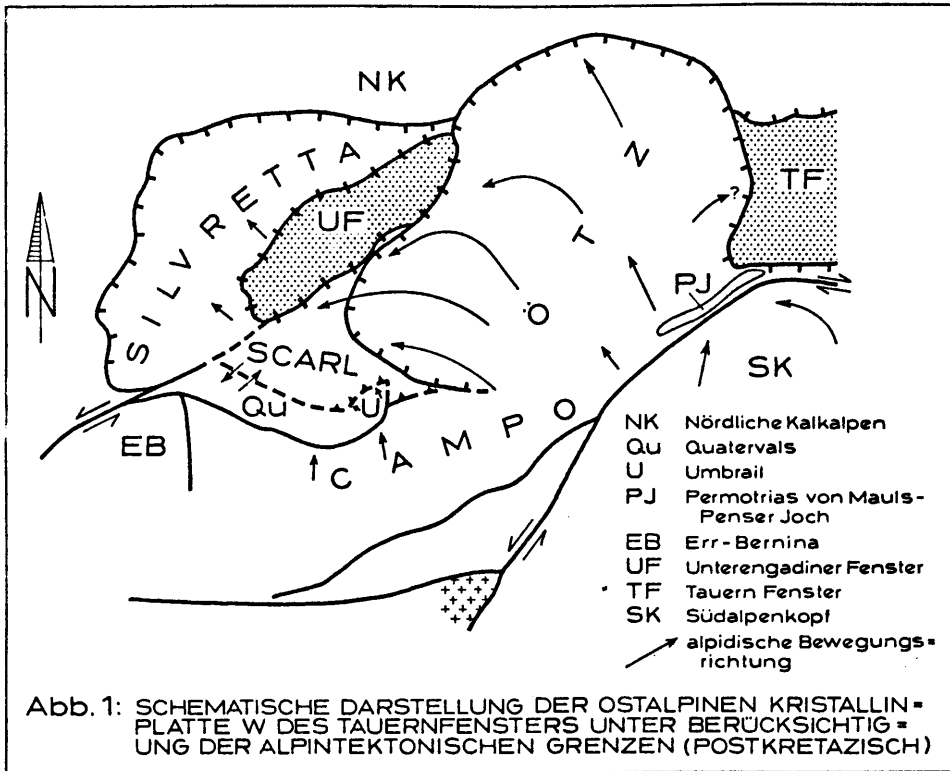 NK
SILVRETTA
UF
TF
N
SCARL
Qu
U
EB
CAMPO
ÖTZ
PJ
?
SK
NK Nördliche Kalkalpen
Qu Quatervals
U Umbrail
PJ Permotrias von Mauls-
Penser Joch
EB Err-Bernina
UF Unterengadiner Fenster
TF Tauern Fenster
SK Südalpenkopf
alpidische Bewegungs=
richtung
Abb. 1: SCHEMATISCHE DARSTELLUNG DER OSTALPINEN KRISTALLIN=
PLATTE W DES TAUERNFENSTERS UNTER BERÜCKSICHTIG=
UNG DER ALPINTEKTONISCHEN GRENZEN (POSTKRETAZISCH)